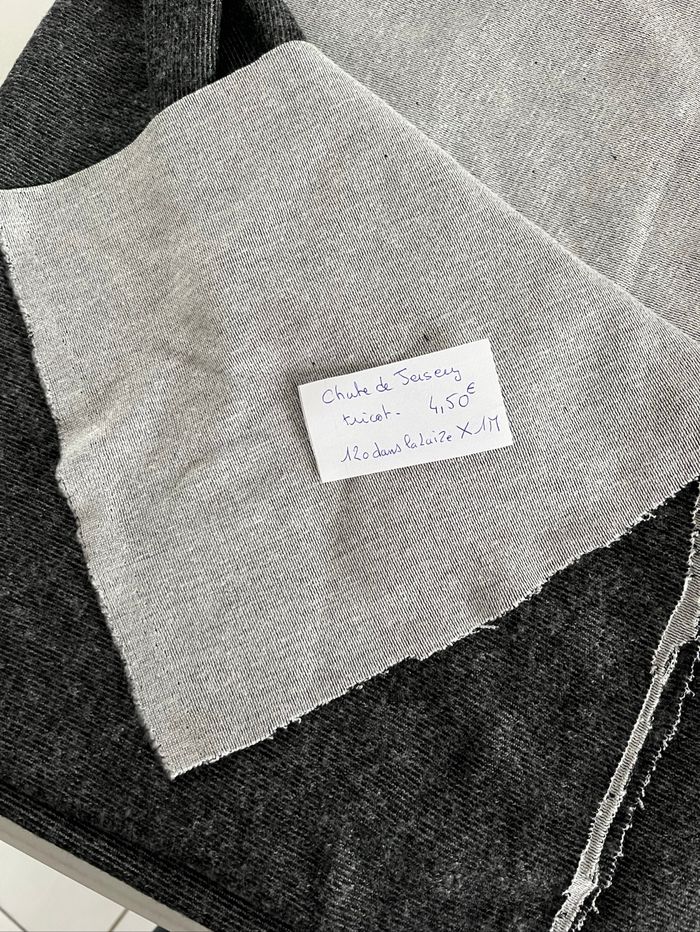 Chute de Jersey
tricot - 4,50€
120 dans la Laize X 1M